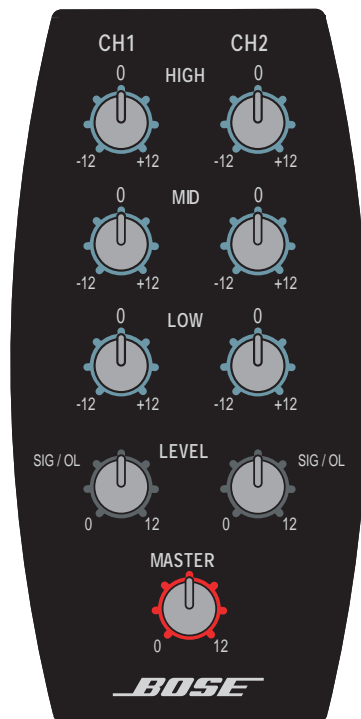 CH1 CH2
0 HIGH 0
-12 +12 -12 +12
0 MID 0
-12 +12 -12 +12
0 LOW 0
-12 +12 -12 +12
SIG / OL LEVEL SIG / OL
0 12 0 12
MASTER
0 12
BOSE